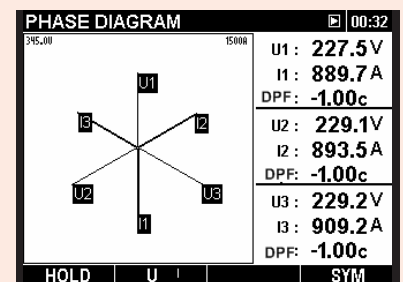 PHASE DIAGRAM 00:32
345.0U 1500A
U1
I3 I2
U2 U3
I1
U1 : 227.5V
I1 : 889.7A
DPF: -1.00c
U2 : 229.1V
I2 : 893.5A
DPF: -1.00c
U3 : 229.2V
I3 : 909.2A
DPF: -1.00c
HOLD U I SYM